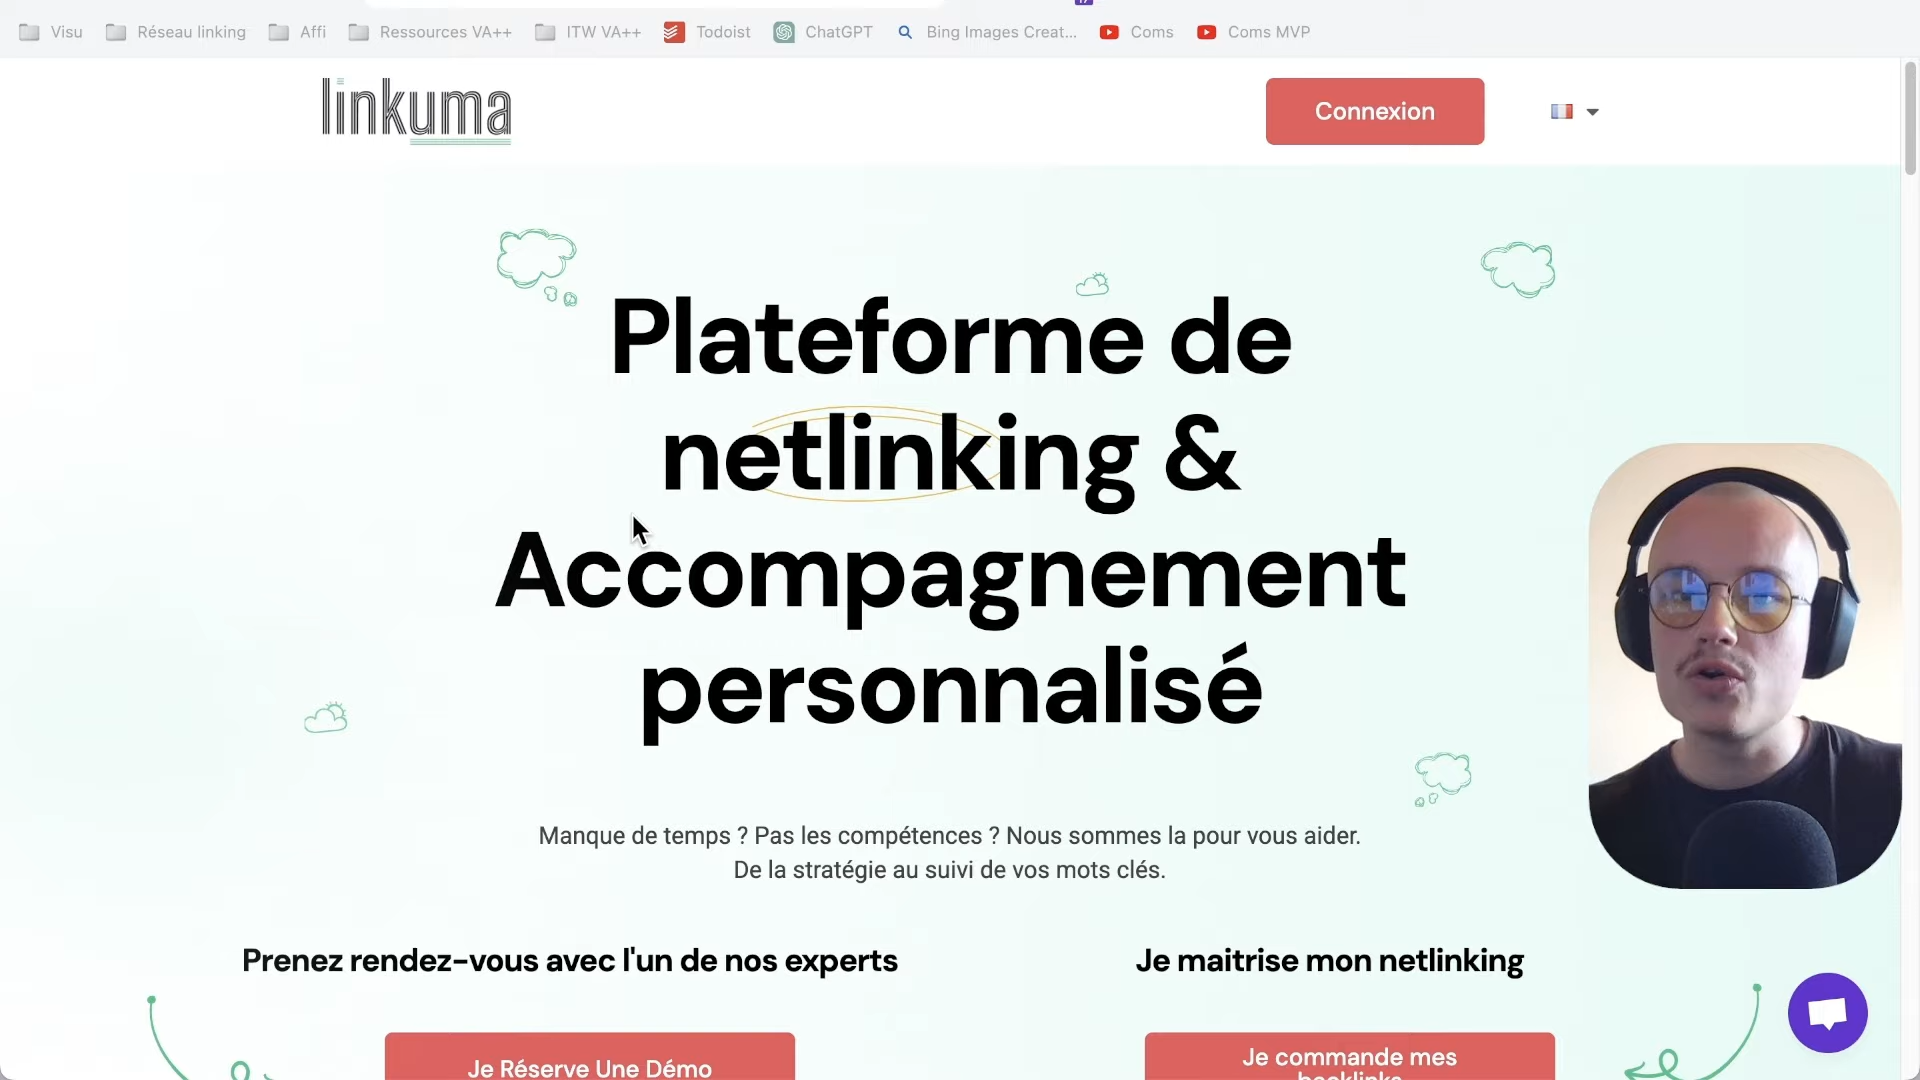 Visu
Réseau linking
Affi
Ressources VA++
ITW VA++
Todoist
ChatGPT
Bing Images Creat...
Coms
Coms MVP
linkuma
Connexion
Plateforme de
netlinking &
Accompagnement
personnalisé
Manque de temps ? Pas les compétences ? Nous sommes la pour vous aider.
De la stratégie au suivi de vos mots clés.
Prenez rendez-vous avec l'un de nos experts
Je maitrise mon netlinking
Je Réserve Une Démo
Je commande mes
backlinks